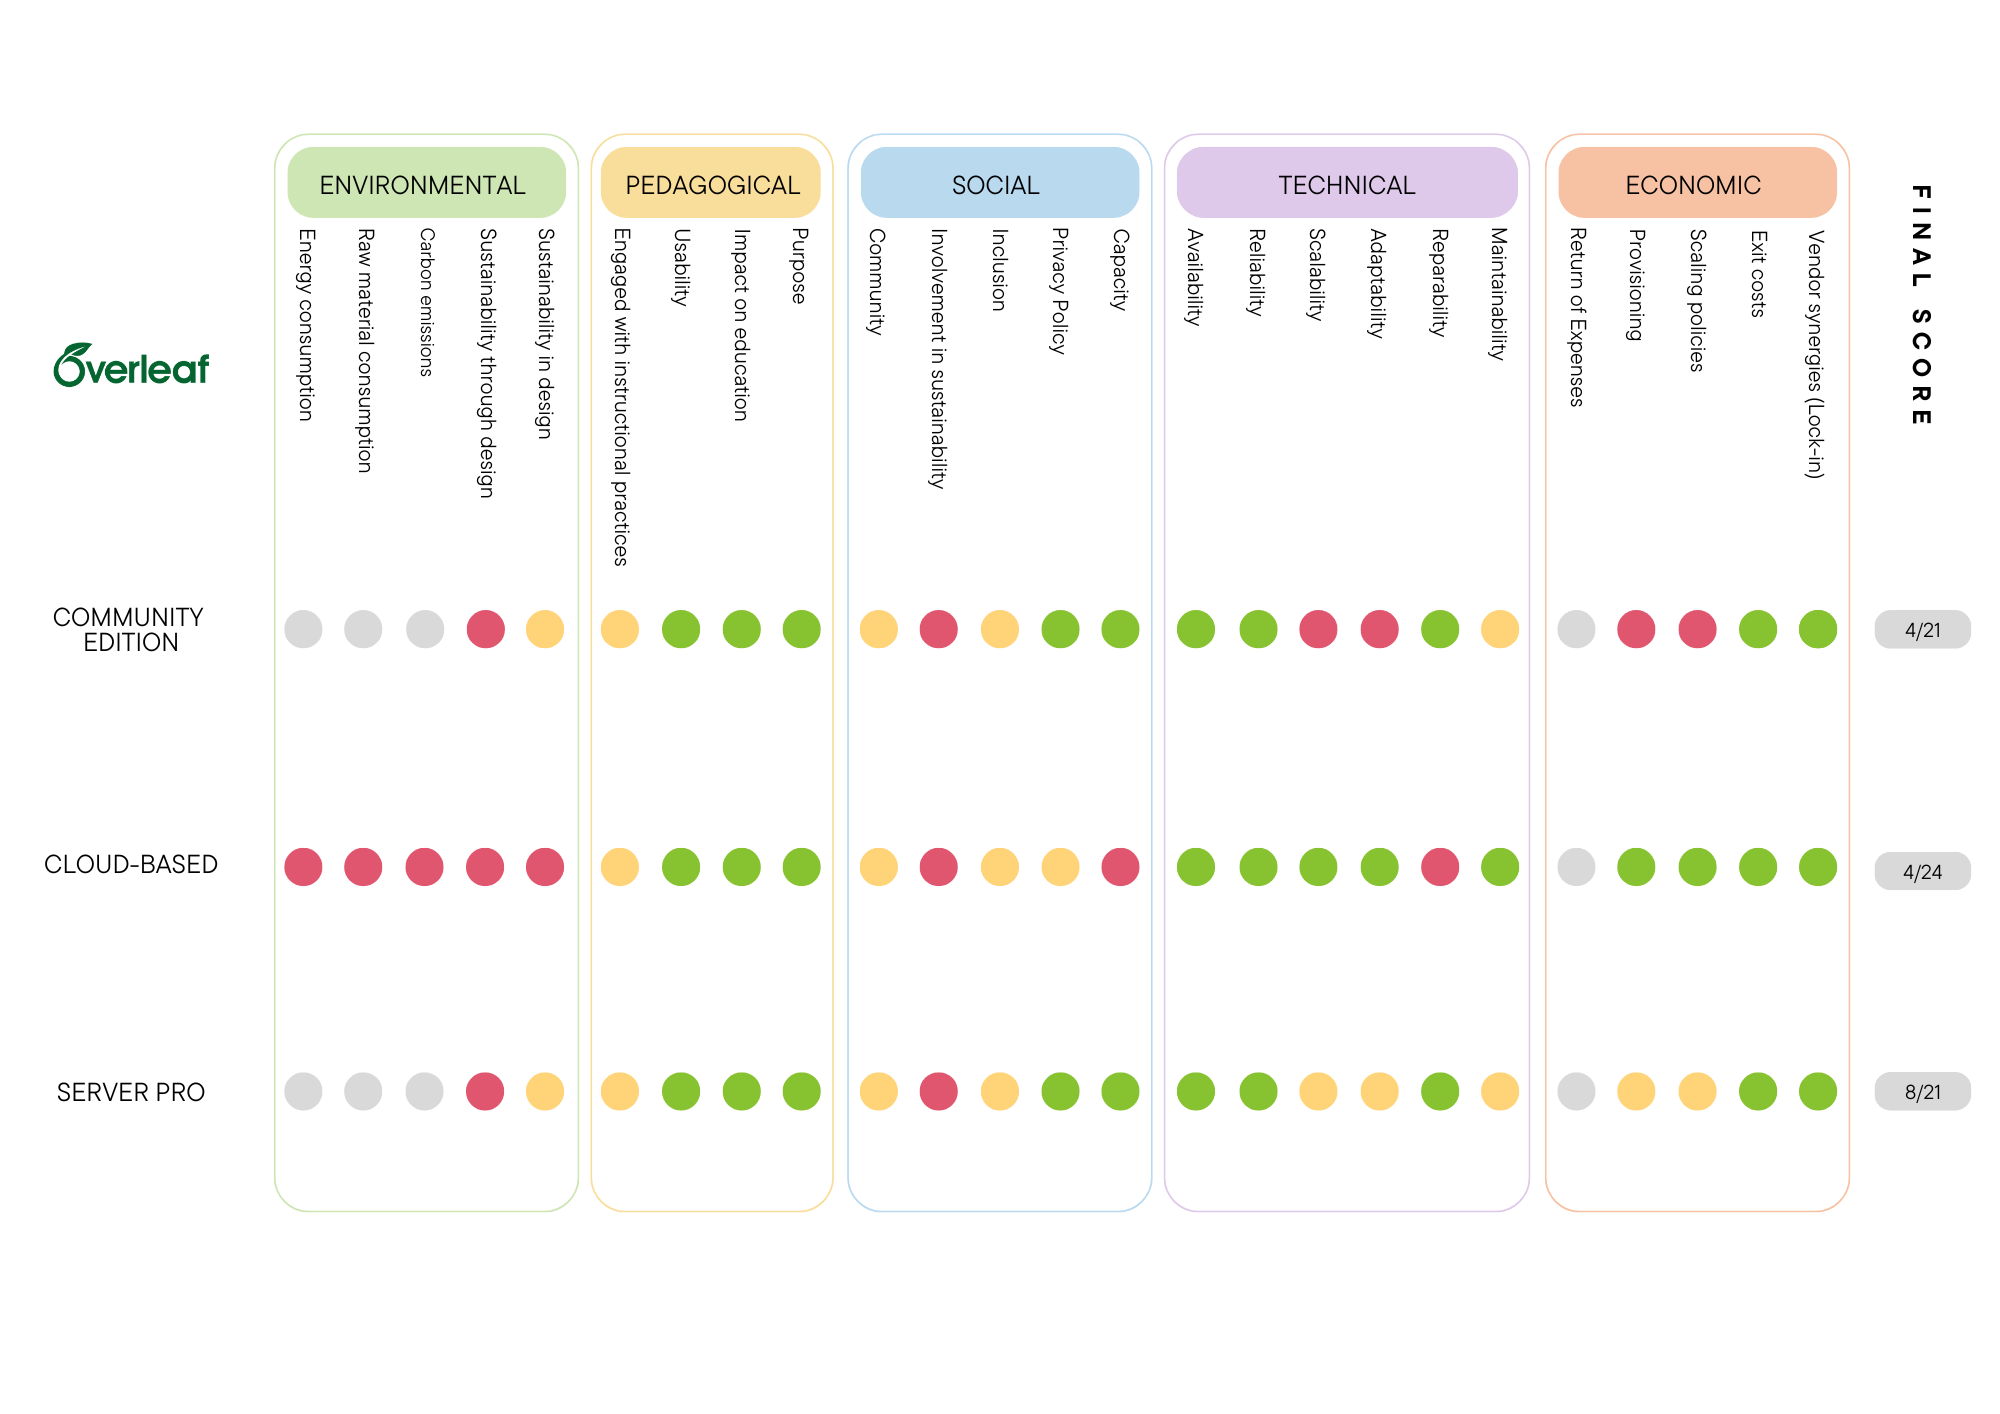 ENVIRONMENTAL
PEDAGOGICAL
SOCIAL
TECHNICAL
ECONOMIC
FINAL SCORE
Overleaf
Energy consumption
Raw material consumption
Carbon emissions
Sustainability through design
Sustainability in design
Engaged with instructional practices
Usability
Impact on education
Purpose
Community
Involvement in sustainability
Inclusion
Privacy Policy
Capacity
Availability
Reliability
Scalability
Adaptability
Reparability
Maintainability
Return of Expenses
Provisioning
Scaling policies
Exit costs
Vendor synergies (Lock-in)
COMMUNITY
EDITION
4/21
CLOUD-BASED
4/24
SERVER PRO
8/21